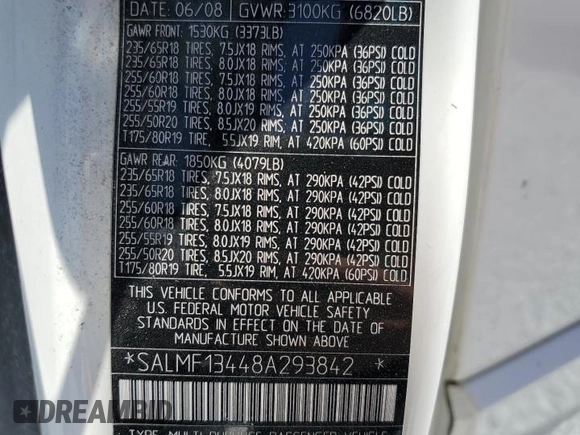 DATE: 06/08 GVWR 3100KG (6820LB)
GAWR FRONT: 1530KG (3373LB)
235/65R18 TIRES, 7.5JX18 RIMS, AT 250KPA (36PSI) COLD
235/65R18 TIRES, 8.0JX18 RIMS, AT 250KPA (36PSI) COLD
255/60R18 TIRES, 7.5JX18 RIMS, AT 250KPA (36PSI) COLD
255/60R18 TIRES, 8.0JX18 RIMS, AT 250KPA (36PSI) COLD
255/55R19 TIRES, 8.0JX19 RIMS, AT 250KPA (36PSI) COLD
255/50R20 TIRES, 8.5JX20 RIMS, AT 250KPA (36PSI) COLD
T175/80R19 TIRE, 5.5JX19 RIM, AT 420KPA (60PSI) COLD
GAWR REAR: 1850KG (4079LB)
235/65R18 TIRES, 7.5JX18 RIMS, AT 290KPA (42PSI) COLD
235/65R18 TIRES, 8.0JX18 RIMS, AT 290KPA (42PSI) COLD
255/60R18 TIRES, 7.5JX18 RIMS, AT 290KPA (42PSI) COLD
255/60R18 TIRES, 8.0JX18 RIMS, AT 290KPA (42PSI) COLD
255/55R19 TIRES, 8.0JX19 RIMS, AT 290KPA (42PSI) COLD
255/50R20 TIRES, 8.5JX20 RIMS, AT 290KPA (42PSI) COLD
T175/80R19 TIRE, 5.5JX19 RIM, AT 420KPA (60PSI) COLD
THIS VEHICLE CONFORMS TO ALL APPLICABLE
U.S. FEDERAL MOTOR VEHICLE SAFETY
STANDARDS IN EFFECT ON THE DATE OF
MANUFACTURE SHOWN ABOVE
*SALMF13448A293842 *
DREAMBID
TYPE: MULTI-PURPOSE PASSENGER VEHICLE